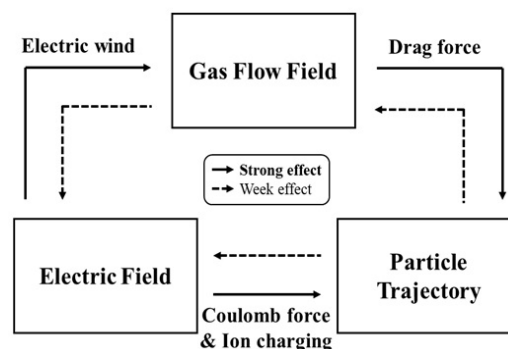 Electric wind
Gas Flow Field
Drag force
Strong effect
Week effect
Electric Field
Particle
Trajectory
Coulomb force
& Ion charging